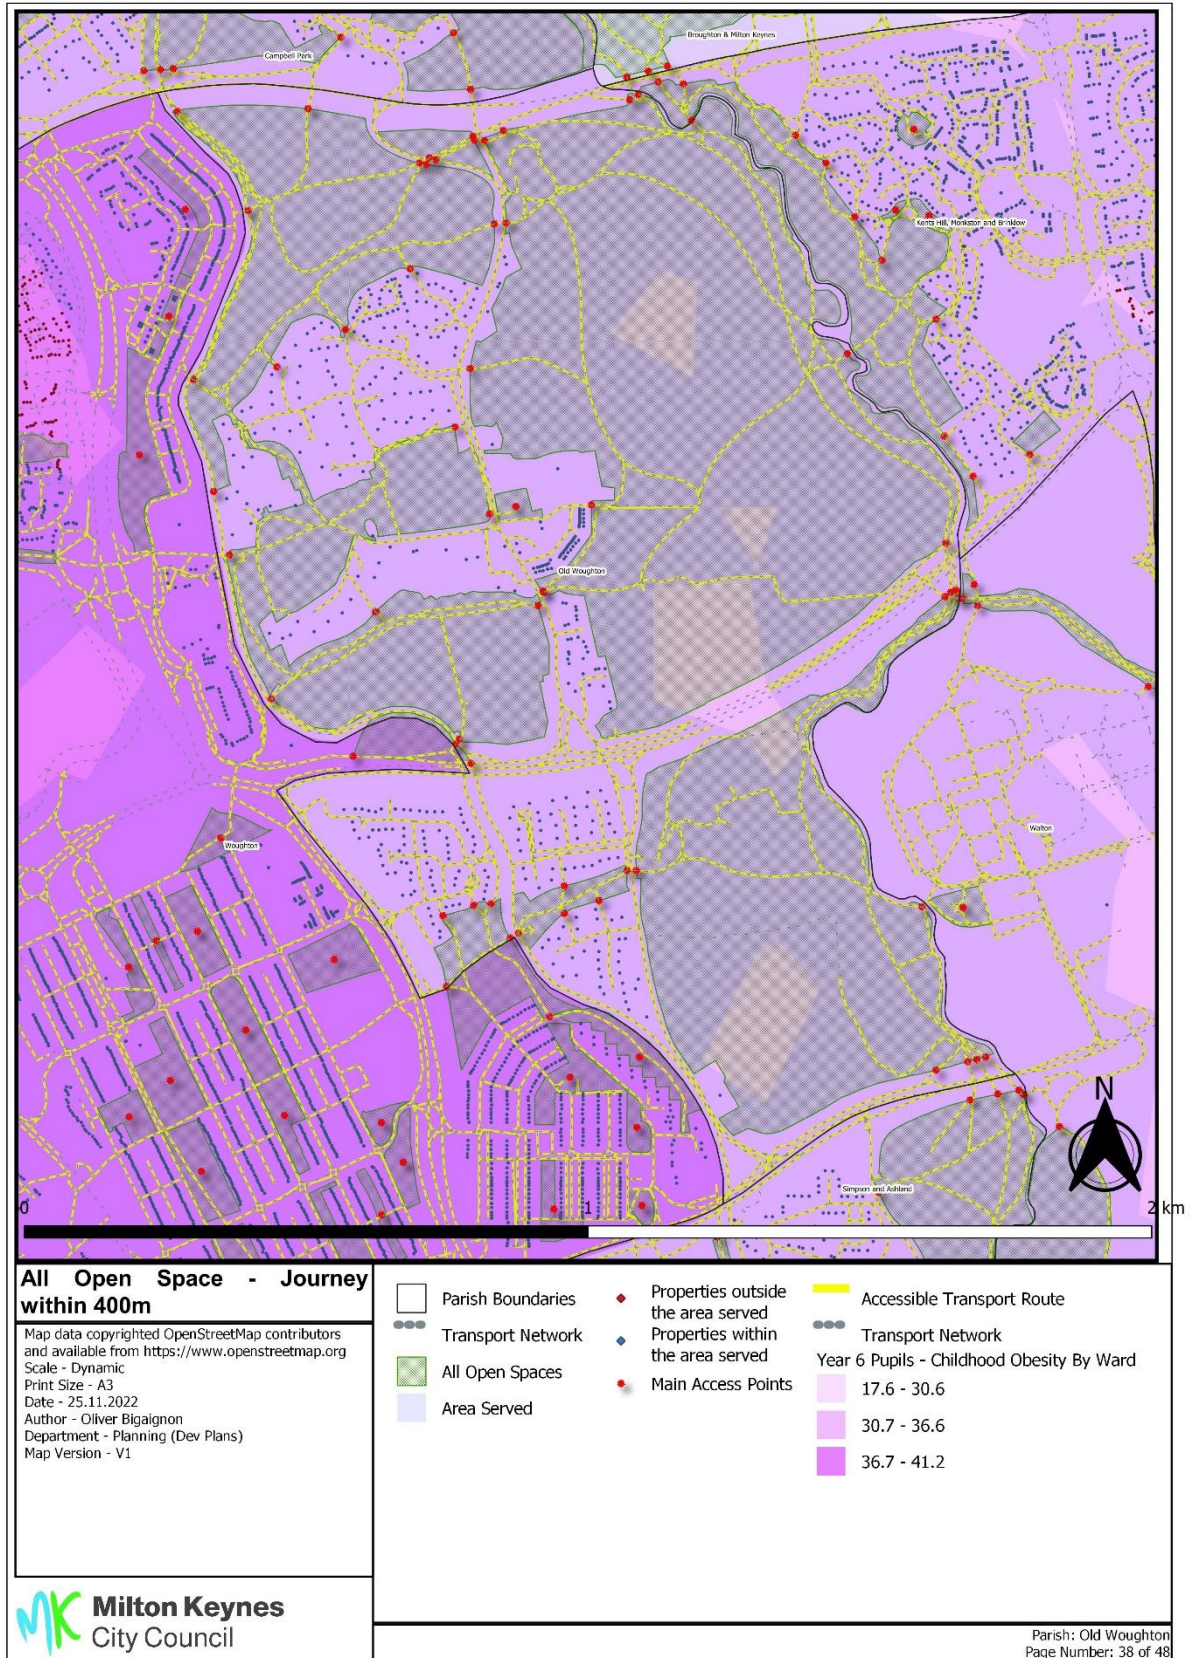 Broughton & Milton Keynes
Campbell Park
Kents Hill, Monkston and Brinklow
Old Woughton
Walton
Woughton
Simpson and Ashland
N
0
1
2 km
All Open Space - Journey
within 400m
Map data copyrighted OpenStreetMap contributors
and available from https://www.openstreetmap.org
Scale - Dynamic
Print Size - A3
Date - 25.11.2022
Author - Oliver Bigaignon
Department - Planning (Dev Plans)
Map Version - V1
Parish Boundaries
Transport Network
All Open Spaces
Area Served
Properties outside
the area served
Properties within
the area served
Main Access Points
Accessible Transport Route
Transport Network
Year 6 Pupils - Childhood Obesity By Ward
17.6 - 30.6
30.7 - 36.6
36.7 - 41.2
MK Milton Keynes
City Council
Parish: Old Woughton
Page Number: 38 of 48